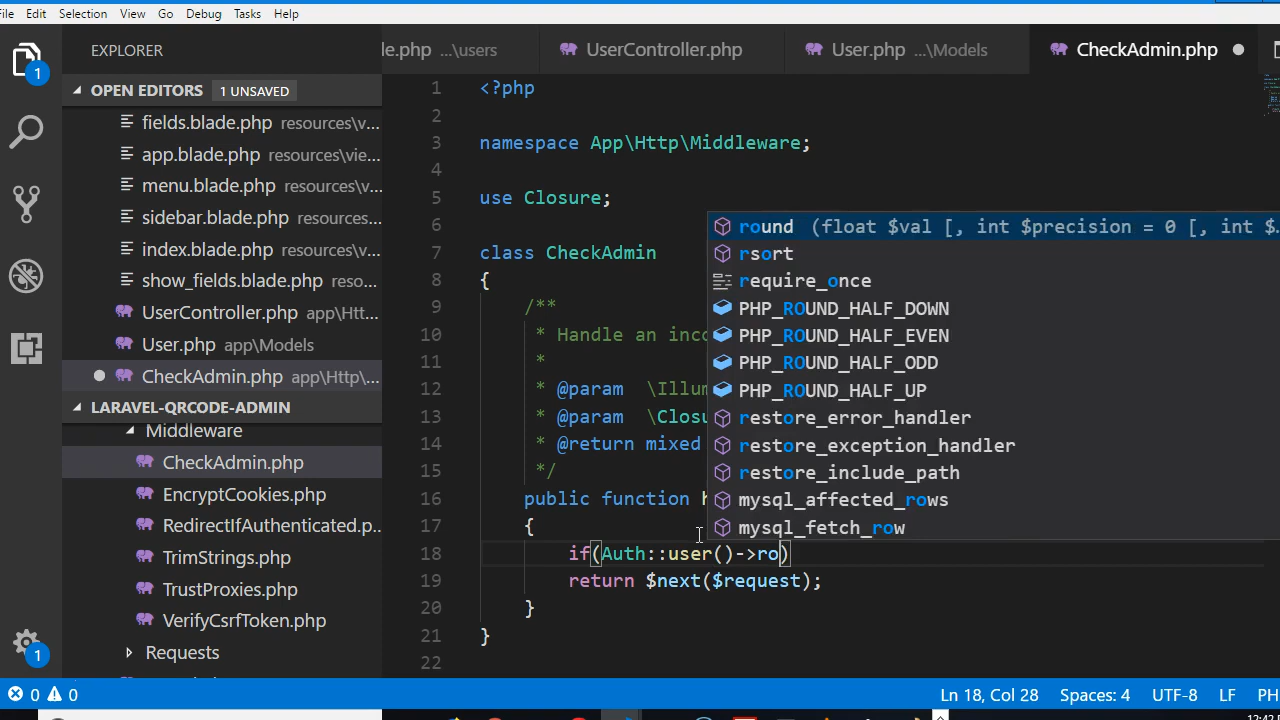 File Edit Selection View Go Debug Tasks Help
EXPLORER
de.php ...\users UserController.php User.php ...\Models CheckAdmin.php
OPEN EDITORS 1 UNSAVED
fields.blade.php resources\v...
app.blade.php resources\vie...
menu.blade.php resources\v...
sidebar.blade.php resources...
index.blade.php resources\v...
show_fields.blade.php reso...
UserController.php app\Htt...
User.php app\Models
CheckAdmin.php app\Http\...
LARAVEL-QRCODE-ADMIN
Middleware
CheckAdmin.php
EncryptCookies.php
RedirectIfAuthenticated.p...
TrimStrings.php
TrustProxies.php
VerifyCsrfToken.php
Requests
1
1
1 <?php
2
3 namespace App\Http\Middleware;
4
5 use Closure;
6
7 class CheckAdmin
8 {
9 /**
10 * Handle an inco
11 *
12 * @param \Illum
13 * @param \Closu
14 * @return mixed
15 */
16 public function h
17 {
18 if(Auth::user()->ro)
19 return $next($request);
20 }
21 }
22
round (float $val [, int $precision = 0 [, int $...
rsort
require_once
PHP_ROUND_HALF_DOWN
PHP_ROUND_HALF_EVEN
PHP_ROUND_HALF_ODD
PHP_ROUND_HALF_UP
restore_error_handler
restore_exception_handler
restore_include_path
mysql_affected_rows
mysql_fetch_row
0 0 Ln 18, Col 28 Spaces: 4 UTF-8 LF PH